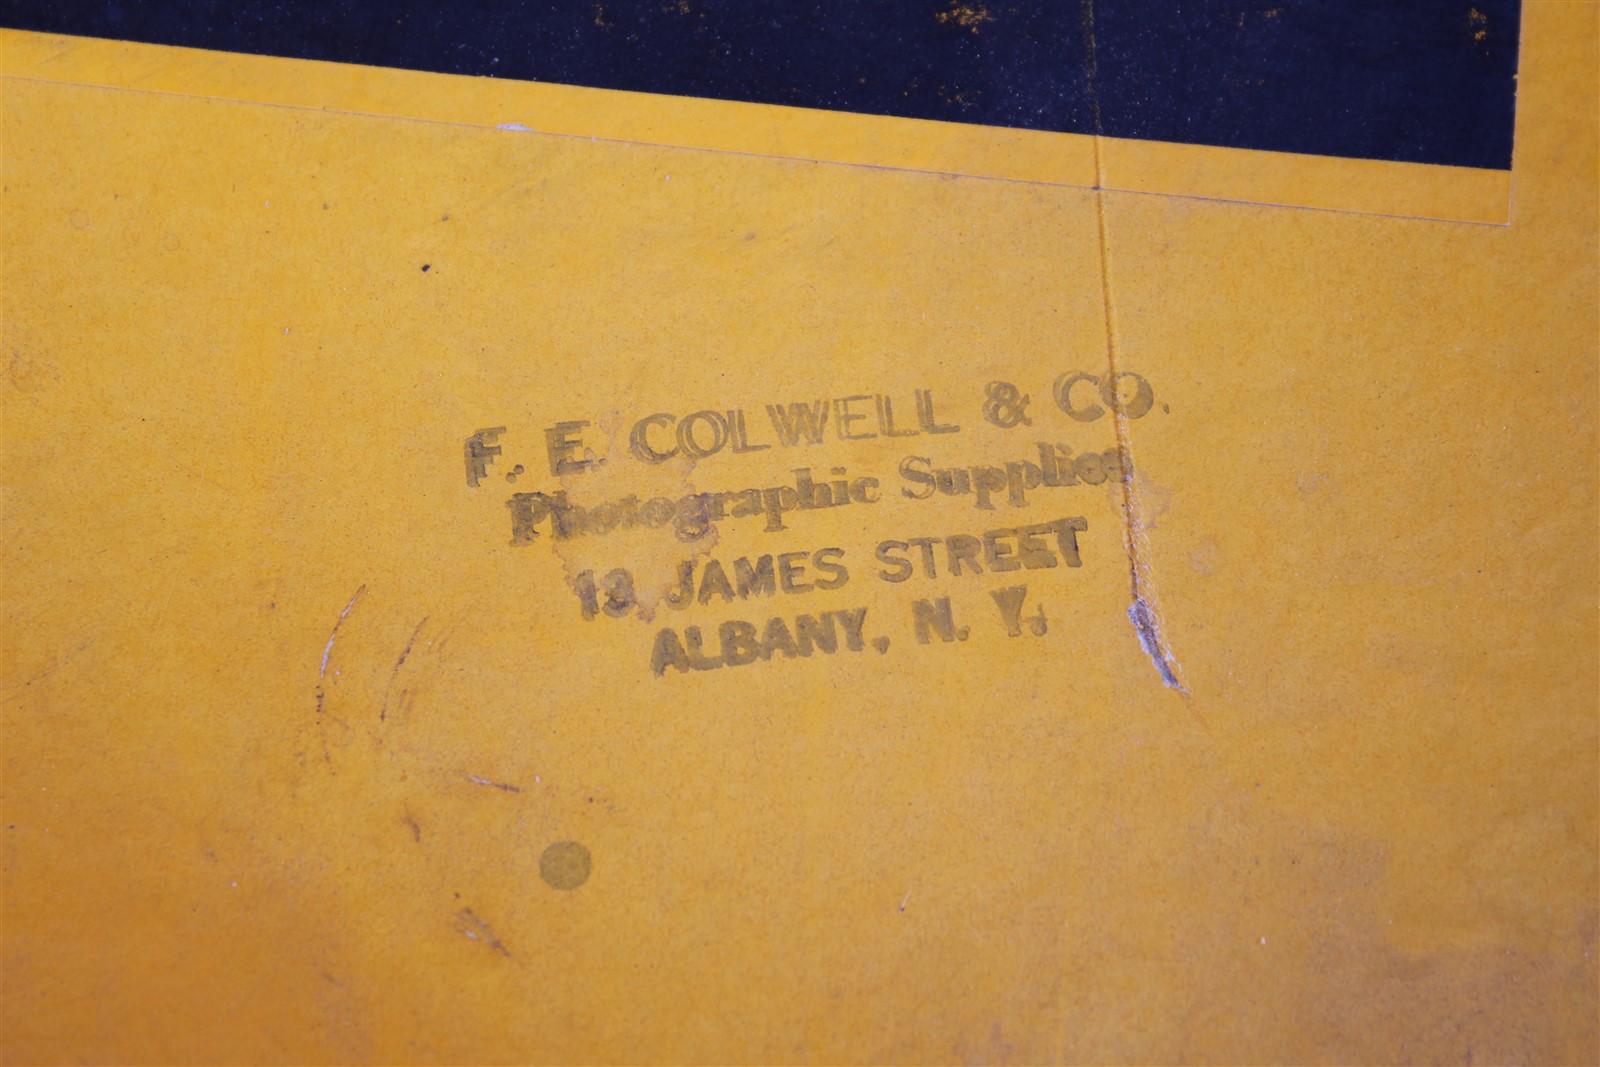 F. E. COLWELL & CO.
Photographic Supplies
13 JAMES STREET
ALBANY, N. Y.